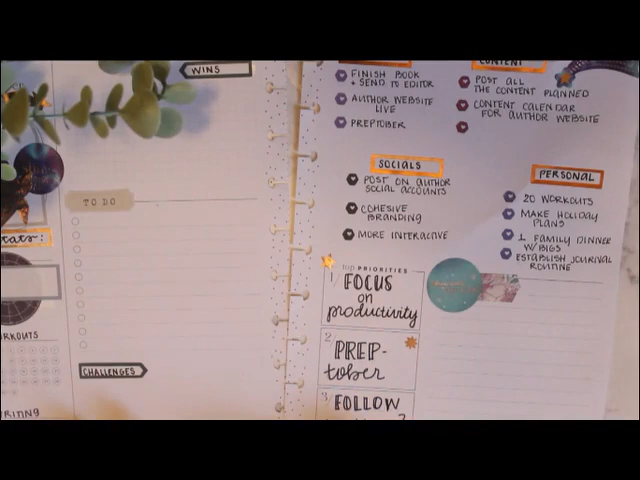 WINS
TO DO
CHALLENGES
CONTENT
FINISH BOOK
+ SEND TO EDITOR
AUTHOR WEBSITE
LIVE
PREPTOBER
POST ALL
THE CONTENT PLANNED
CONTENT CALENDAR
FOR AUTHOR WEBSITE
SOCIALS
POST ON AUTHOR
SOCIAL ACCOUNTS
COHESIVE
BRANDING
MORE INTERACTIVE
PERSONAL
20 WORKOUTS
MAKE HOLIDAY
PLANS
1 FAMILY DINNER
W/BIGS
ESTABLISH JOURNAL
ROUTINE
top PRIORITIES
1 FOCUS
on
productivity
2 PREP-
tober
3 FOLLOW